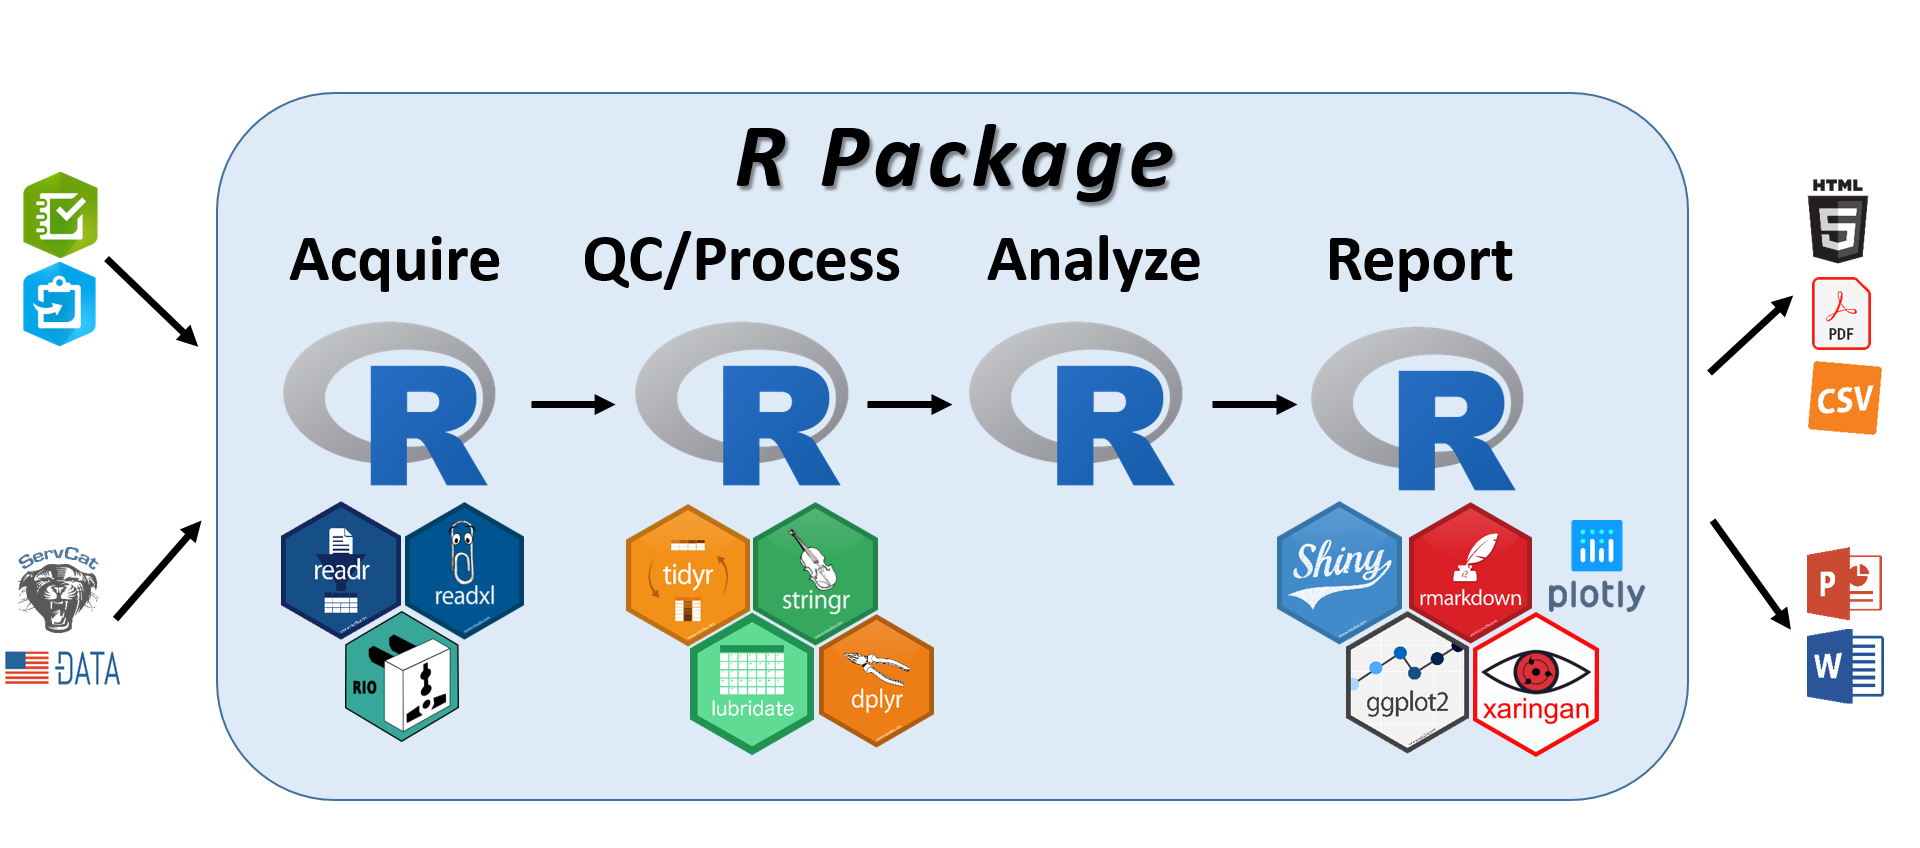 R Package
Acquire
QC/Process
Analyze
Report
R
R
R
R
readr
readxl
RIO
tidyr
stringr
lubridate
dplyr
Shiny
rmarkdown
plotly
ggplot2
xaringan
ServCat
DATA
HTML
5
PDF
CSV
P
W